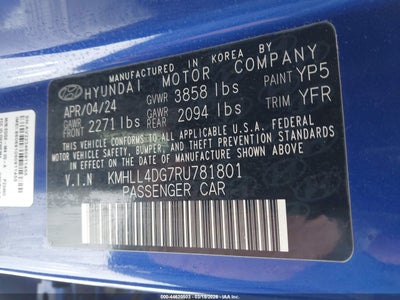 MANUFACTURED IN KOREA BY
HYUNDAI MOTOR COMPANY
APR/04/24 GVWR 3858 lbs PAINT YP5
GAWR 2271 lbs GAWR 2094 lbs TRIM YFR
THIS VEHICLE CONFORMS TO ALL APPLICABLE U.S. FEDERAL
MOTOR VEHICLE SAFETY, BUMPER, AND THEFT PREVENTION
STANDARDS IN EFFECT ON THE DATE OF MANUFACTURE
SHOWN ABOVE.
V.I.N KMHLL4DG7RU781801
PASSENGER CAR